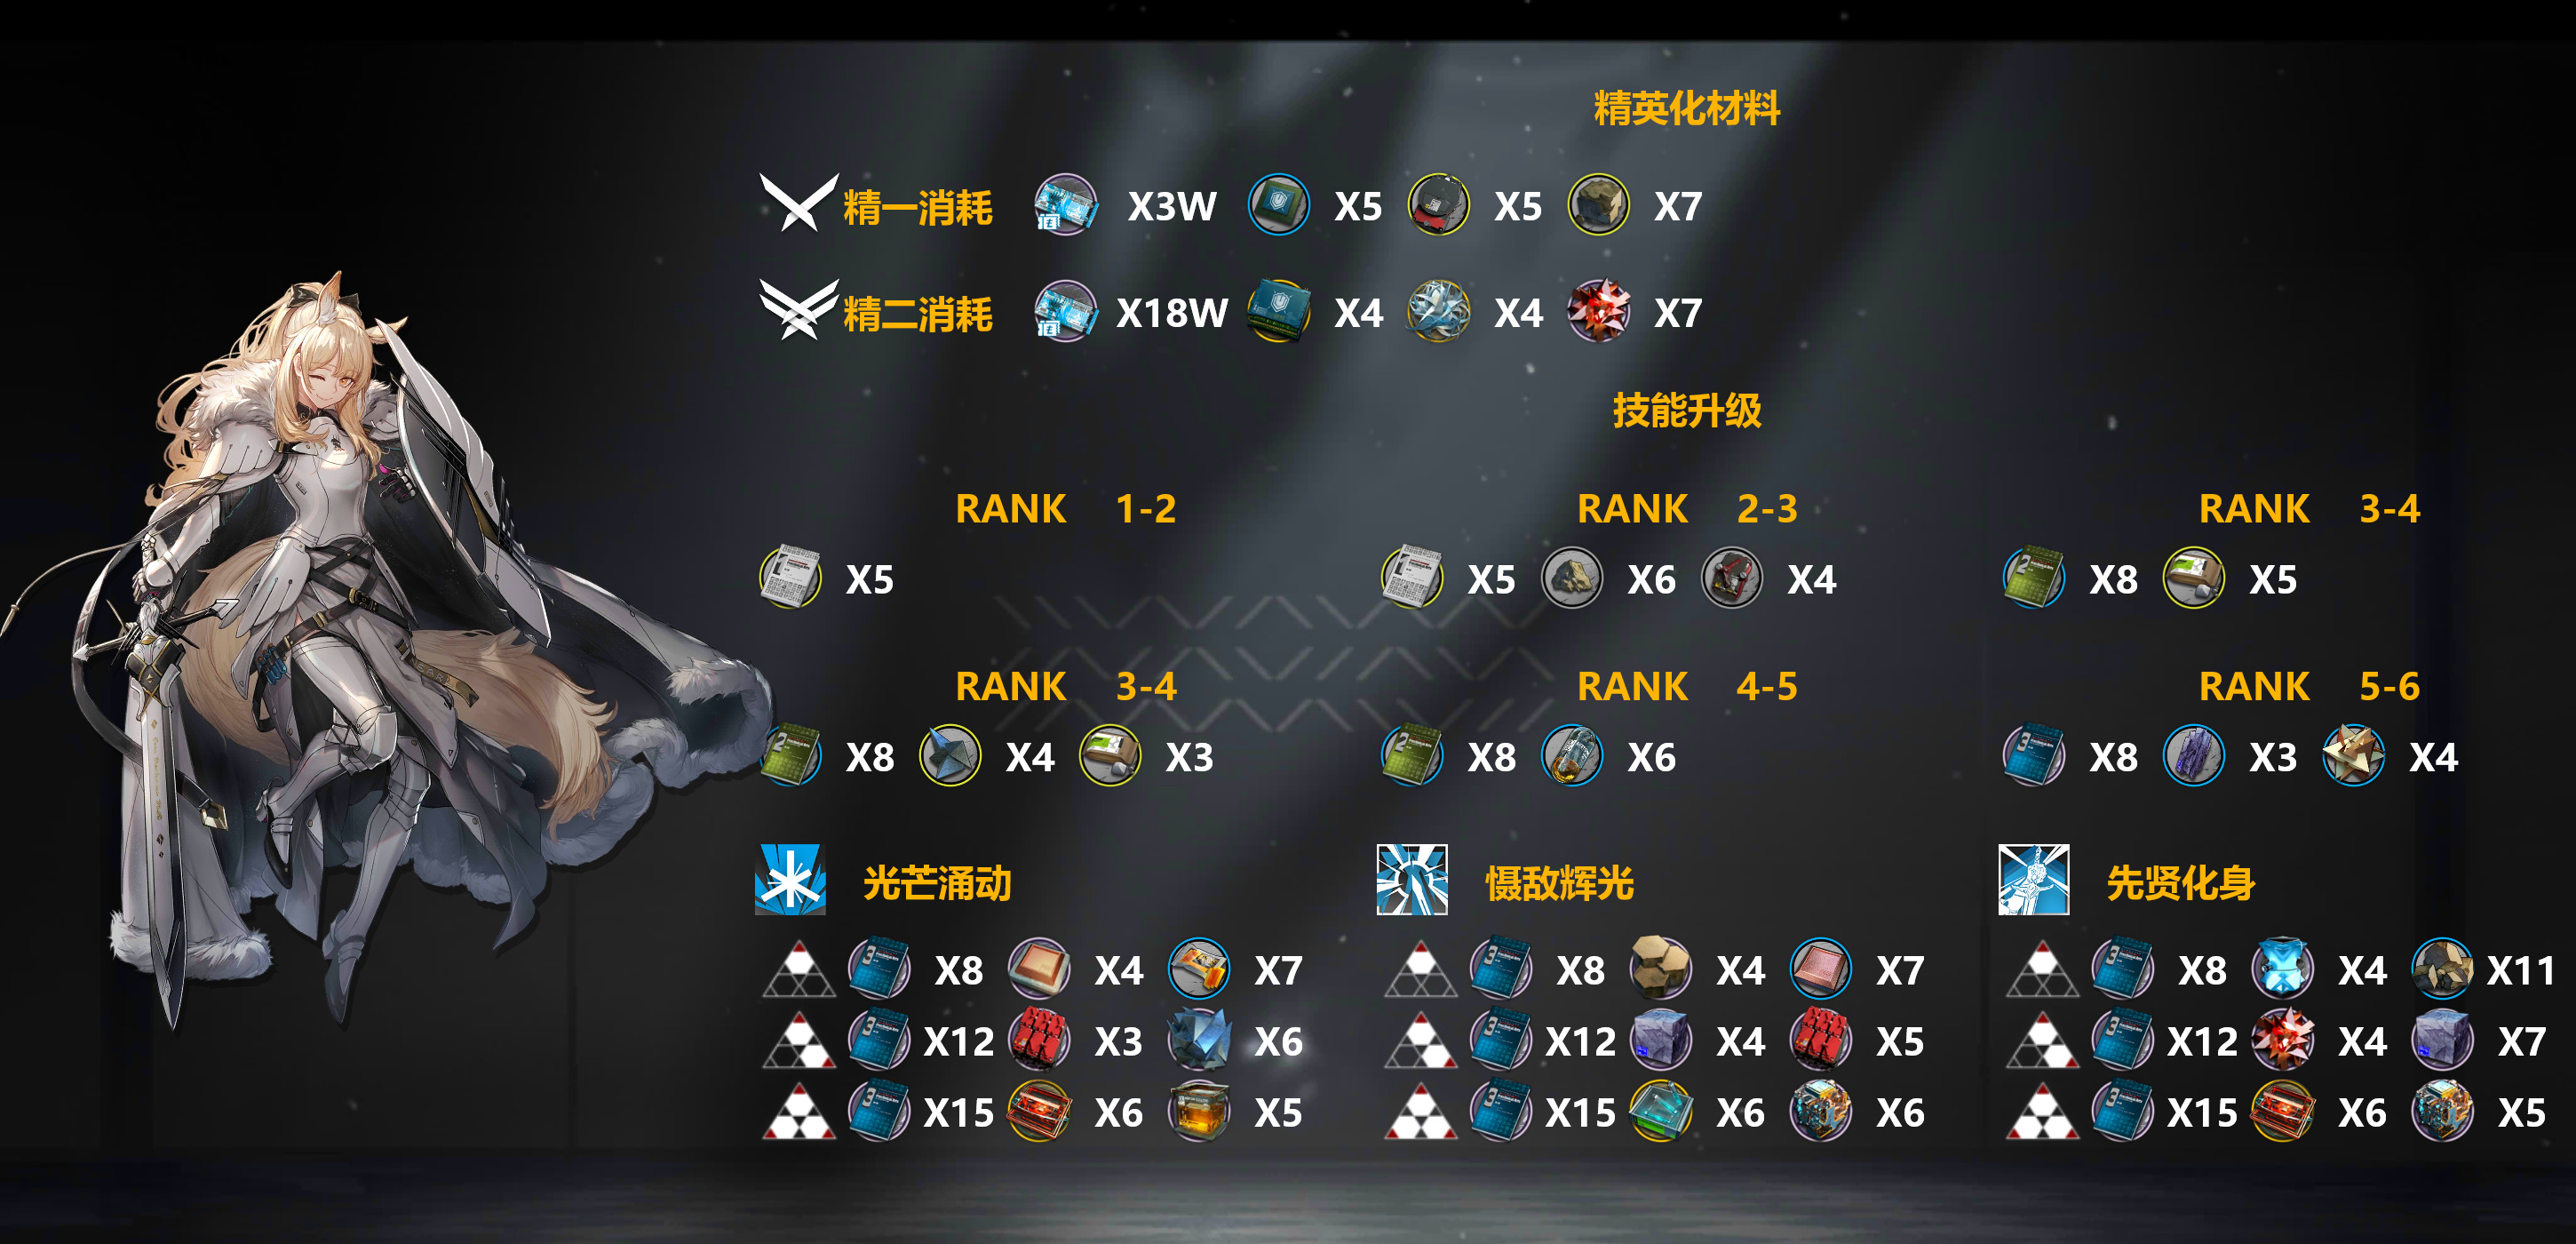 精英化材料
精一消耗 X3W X5 X5 X7
精二消耗 X18W X4 X4 X7
技能升级
RANK 1-2 RANK 2-3 RANK 3-4
X5 X5 X6 X4 X8 X5
RANK 3-4 RANK 4-5 RANK 5-6
X8 X4 X3 X8 X6 X8 X3 X4
光芒涌动 慑敌辉光 先贤化身
X8 X4 X7 X8 X4 X7 X8 X4 X11
X12 X3 X6 X12 X4 X5 X12 X4 X7
X15 X6 X5 X15 X6 X6 X15 X6 X5